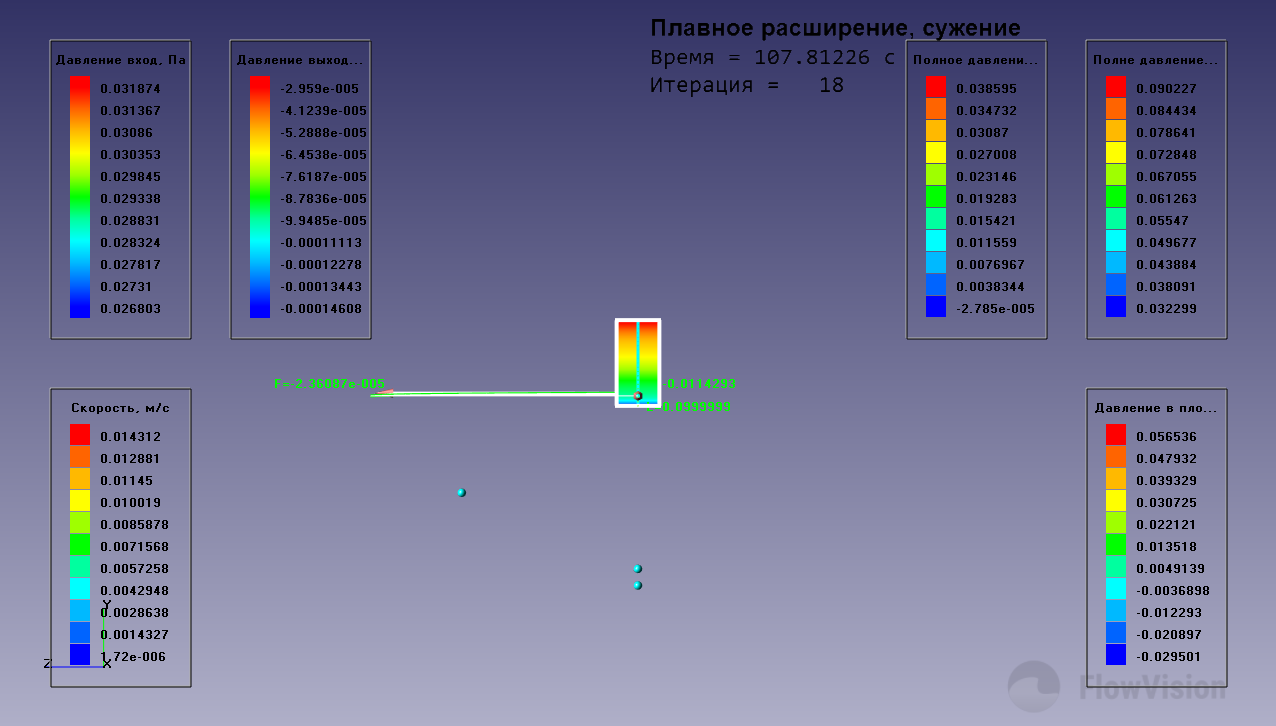 Плавное расширение, сужение
Время = 107.81226 с
Итерация = 18
Давление вход, Па
0.031874
0.031367
0.03086
0.030353
0.029845
0.029338
0.028831
0.028324
0.027817
0.02731
0.026803
Давление выход...
-2.959e-005
-4.1239e-005
-5.2888e-005
-6.4538e-005
-7.6187e-005
-8.7836e-005
-9.9485e-005
-0.00011113
-0.00012278
-0.00013443
-0.00014608
Полное давлени...
0.038595
0.034732
0.03087
0.027008
0.023146
0.019283
0.015421
0.011559
0.0076967
0.0038344
-2.785e-005
Полне давление...
0.090227
0.084434
0.078641
0.072848
0.067055
0.061263
0.05547
0.049677
0.043884
0.038091
0.032299
F=-2.36087e-005
-0.0114293
=0.0999999
Скорость, м/с
0.014312
0.012881
0.01145
0.010019
0.0085878
0.0071568
0.0057258
0.0042948
0.0028638
0.0014327
1.72e-006
Y
Z
X
Давление в пло...
0.056536
0.047932
0.039329
0.030725
0.022121
0.013518
0.0049139
-0.0036898
-0.012293
-0.020897
-0.029501
FlowVision